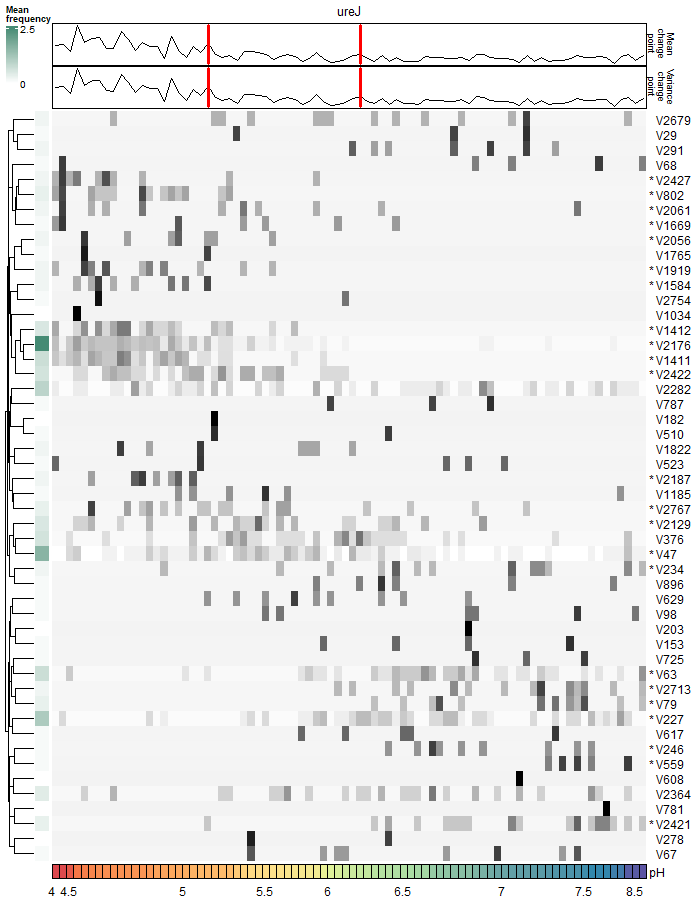 ureJ
Mean
frequency
2.5
0
Mean
change
point
Variance
change
point
V2679
V29
V291
V68
* V2427
* V802
* V2061
* V1669
* V2056
V1765
* V1919
* V1584
V2754
V1034
* V1412
* V2176
* V1411
* V2422
V2282
V787
V182
V510
V1822
V523
* V2187
V1185
* V2767
* V2129
V376
* V47
* V234
V896
V629
V98
V203
V153
V725
* V63
* V2713
* V79
* V227
V617
* V246
* V559
V608
V2364
V781
* V2421
V278
V67
pH
4 4.5 5 5.5 6 6.5 7 7.5 8.5